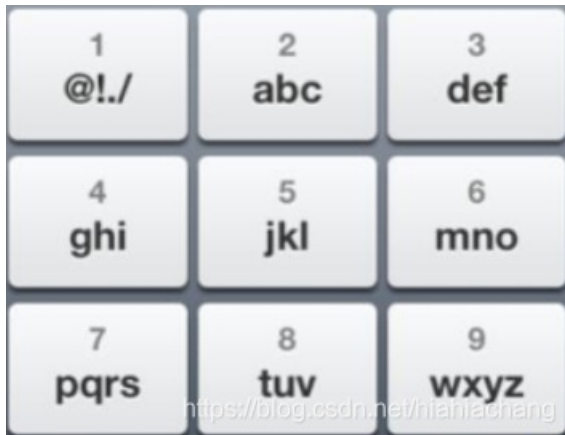 1 2 3
@!./ abc def
4 5 6
ghi jkl mno
7 8 9
pqrs tuv wxyz
https://blog.csdn.net/hiahiachang